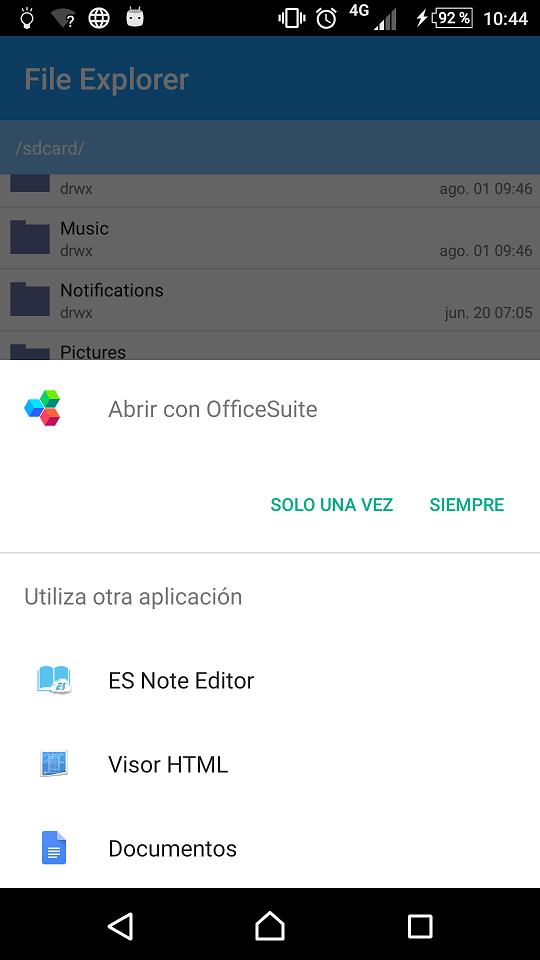 4G 92 % 10:44
File Explorer
/sdcard/
drwx ago. 01 09:46
Music
drwx ago. 01 09:46
Notifications
drwx jun. 20 07:05
Pictures
Abrir con OfficeSuite
SOLO UNA VEZ SIEMPRE
Utiliza otra aplicación
ES Note Editor
Visor HTML
Documentos